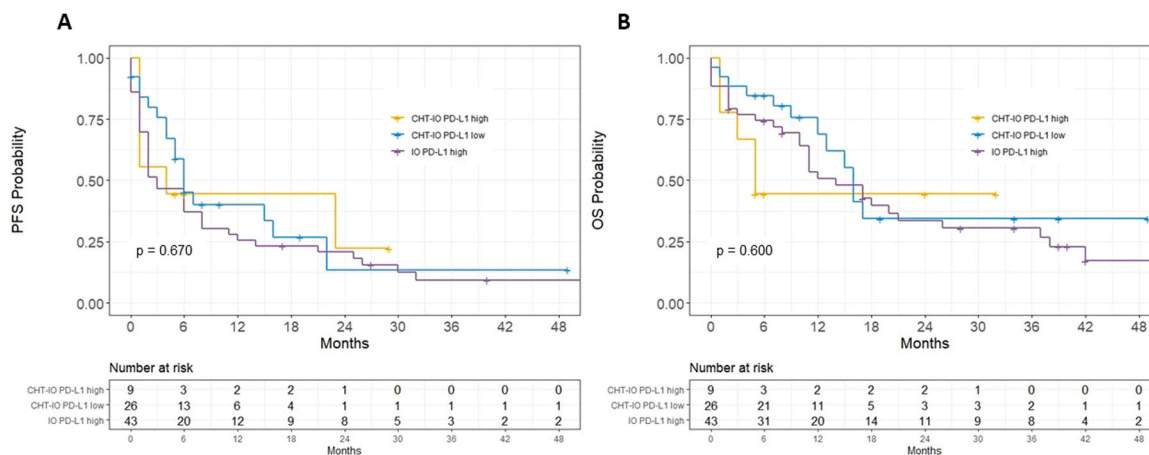 A
PFS Probability
1.00
0.75
0.50
0.25
0.00
CHT-IO PD-L1 high
CHT-IO PD-L1 low
IO PD-L1 high
p = 0.670
0 6 12 18 24 30 36 42 48
Months
Number at risk
CHT-IO PD-L1 high 9 3 2 2 1 0 0 0 0
CHT-IO PD-L1 low 26 13 6 4 1 1 1 1 1
IO PD-L1 high 43 20 12 9 8 5 3 2 2
0 6 12 18 24 30 36 42 48
Months
B
OS Probability
1.00
0.75
0.50
0.25
0.00
CHT-IO PD-L1 high
CHT-IO PD-L1 low
IO PD-L1 high
p = 0.600
0 6 12 18 24 30 36 42 48
Months
Number at risk
CHT-IO PD-L1 high 9 3 2 2 2 1 0 0 0
CHT-IO PD-L1 low 26 21 11 5 3 3 2 1 1
IO PD-L1 high 43 31 20 14 11 9 8 4 2
0 6 12 18 24 30 36 42 48
Months